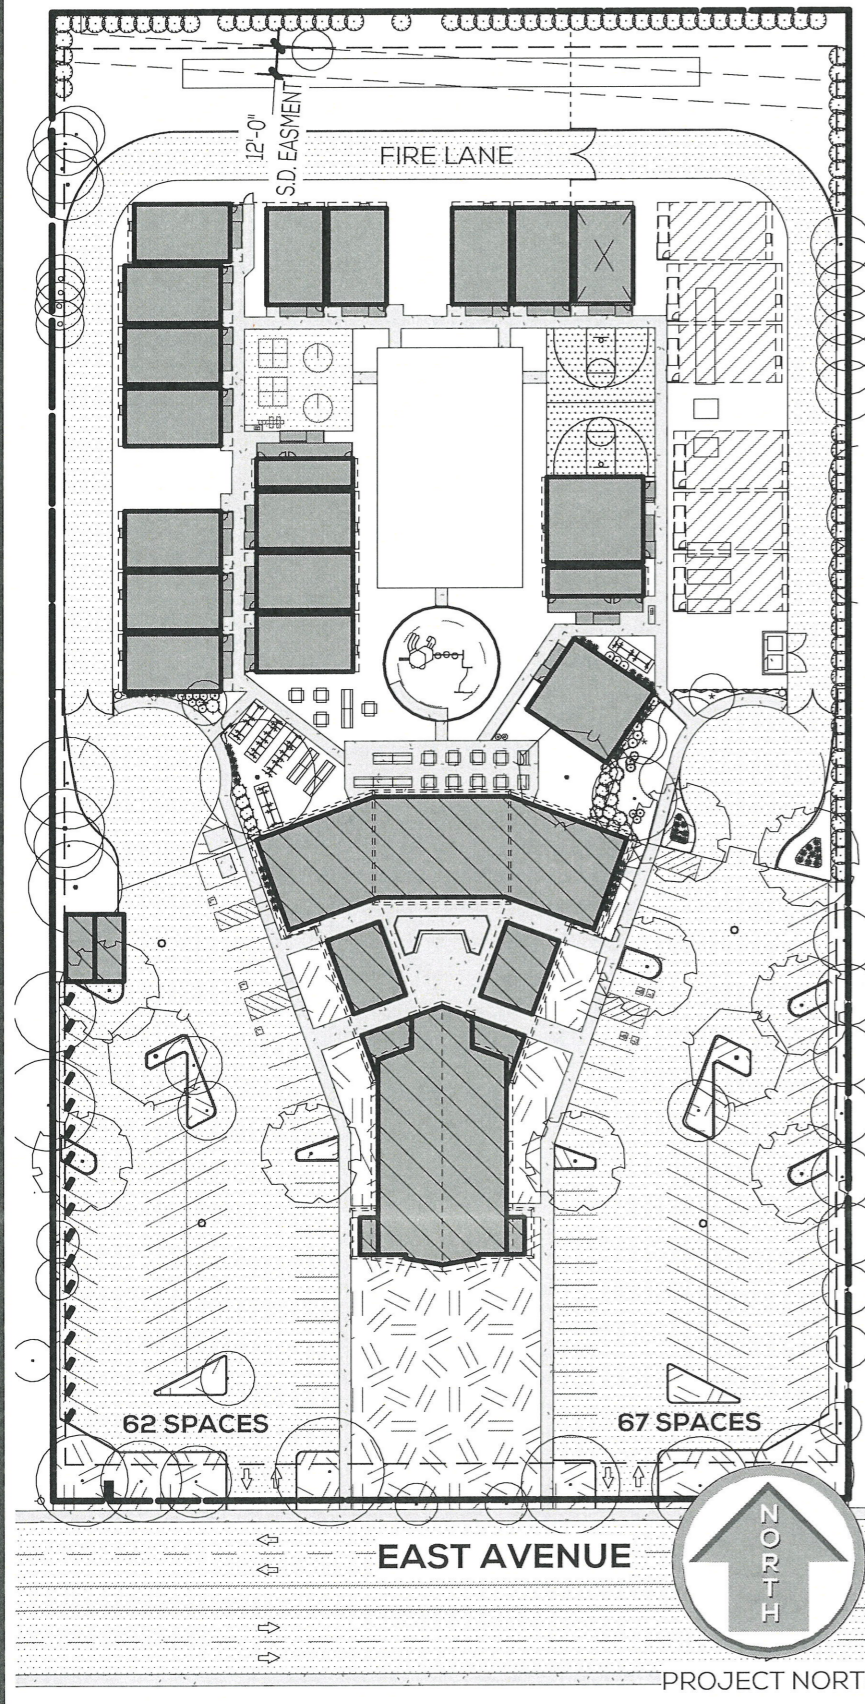 12'-0"
S.D. EASMENT
FIRE LANE
62 SPACES
67 SPACES
EAST AVENUE
NORTH
PROJECT NORT